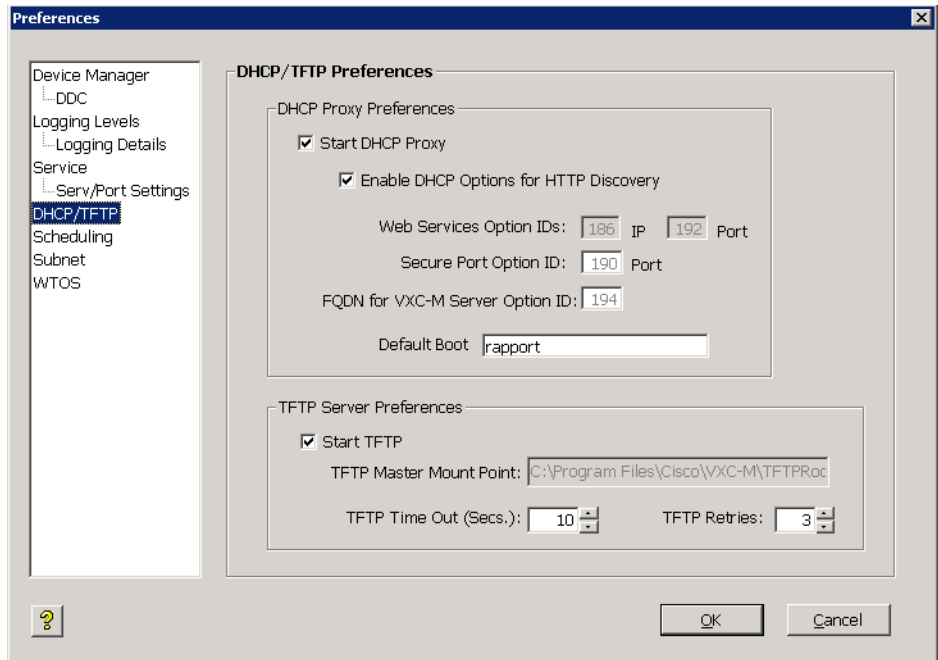 Preferences
Device Manager
DDC
Logging Levels
Logging Details
Service
Serv/Port Settings
DHCP/TFTP
Scheduling
Subnet
WTOS
DHCP/TFTP Preferences
DHCP Proxy Preferences
Start DHCP Proxy
Enable DHCP Options for HTTP Discovery
Web Services Option IDs: 186 IP 192 Port
Secure Port Option ID: 190 Port
FQDN for VXC-M Server Option ID: 194
Default Boot rapport
TFTP Server Preferences
Start TFTP
TFTP Master Mount Point: C:\Program Files\Cisco\VXC-M\TFTPRoo
TFTP Time Out (Secs.): 10 TFTP Retries: 3
? OK Cancel